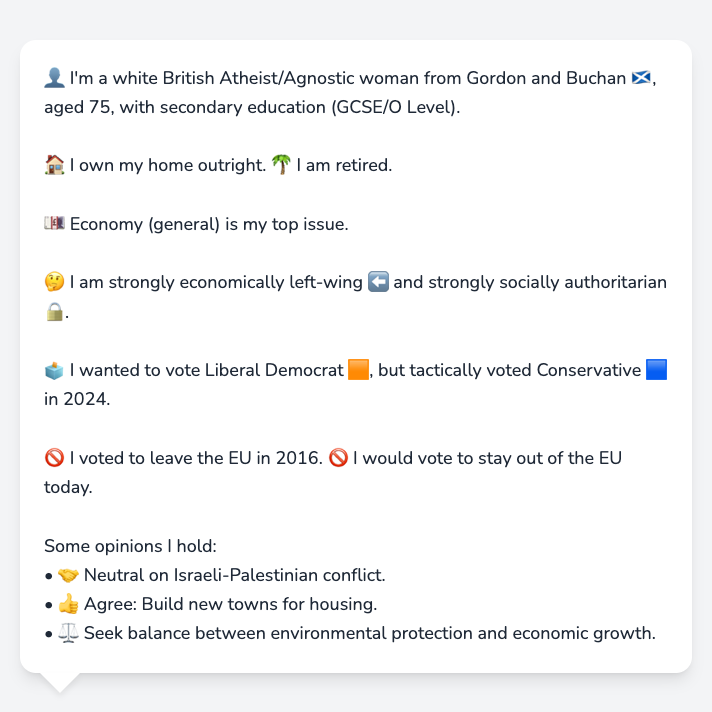 👤 I'm a white British Atheist/Agnostic woman from Gordon and Buchan 🏴󠁧󠁢󠁳󠁣󠁴󠁿,
aged 75, with secondary education (GCSE/O Level).
🏠 I own my home outright. 🌴 I am retired.
💷 Economy (general) is my top issue.
🤔 I am strongly economically left-wing ⬅️ and strongly socially authoritarian
🔒.
🗳️ I wanted to vote Liberal Democrat 🟧, but tactically voted Conservative 🟦
in 2024.
🚫 I voted to leave the EU in 2016. 🚫 I would vote to stay out of the EU
today.
Some opinions I hold:
• 🤝 Neutral on Israeli-Palestinian conflict.
• 👍 Agree: Build new towns for housing.
• ⚖️ Seek balance between environmental protection and economic growth.